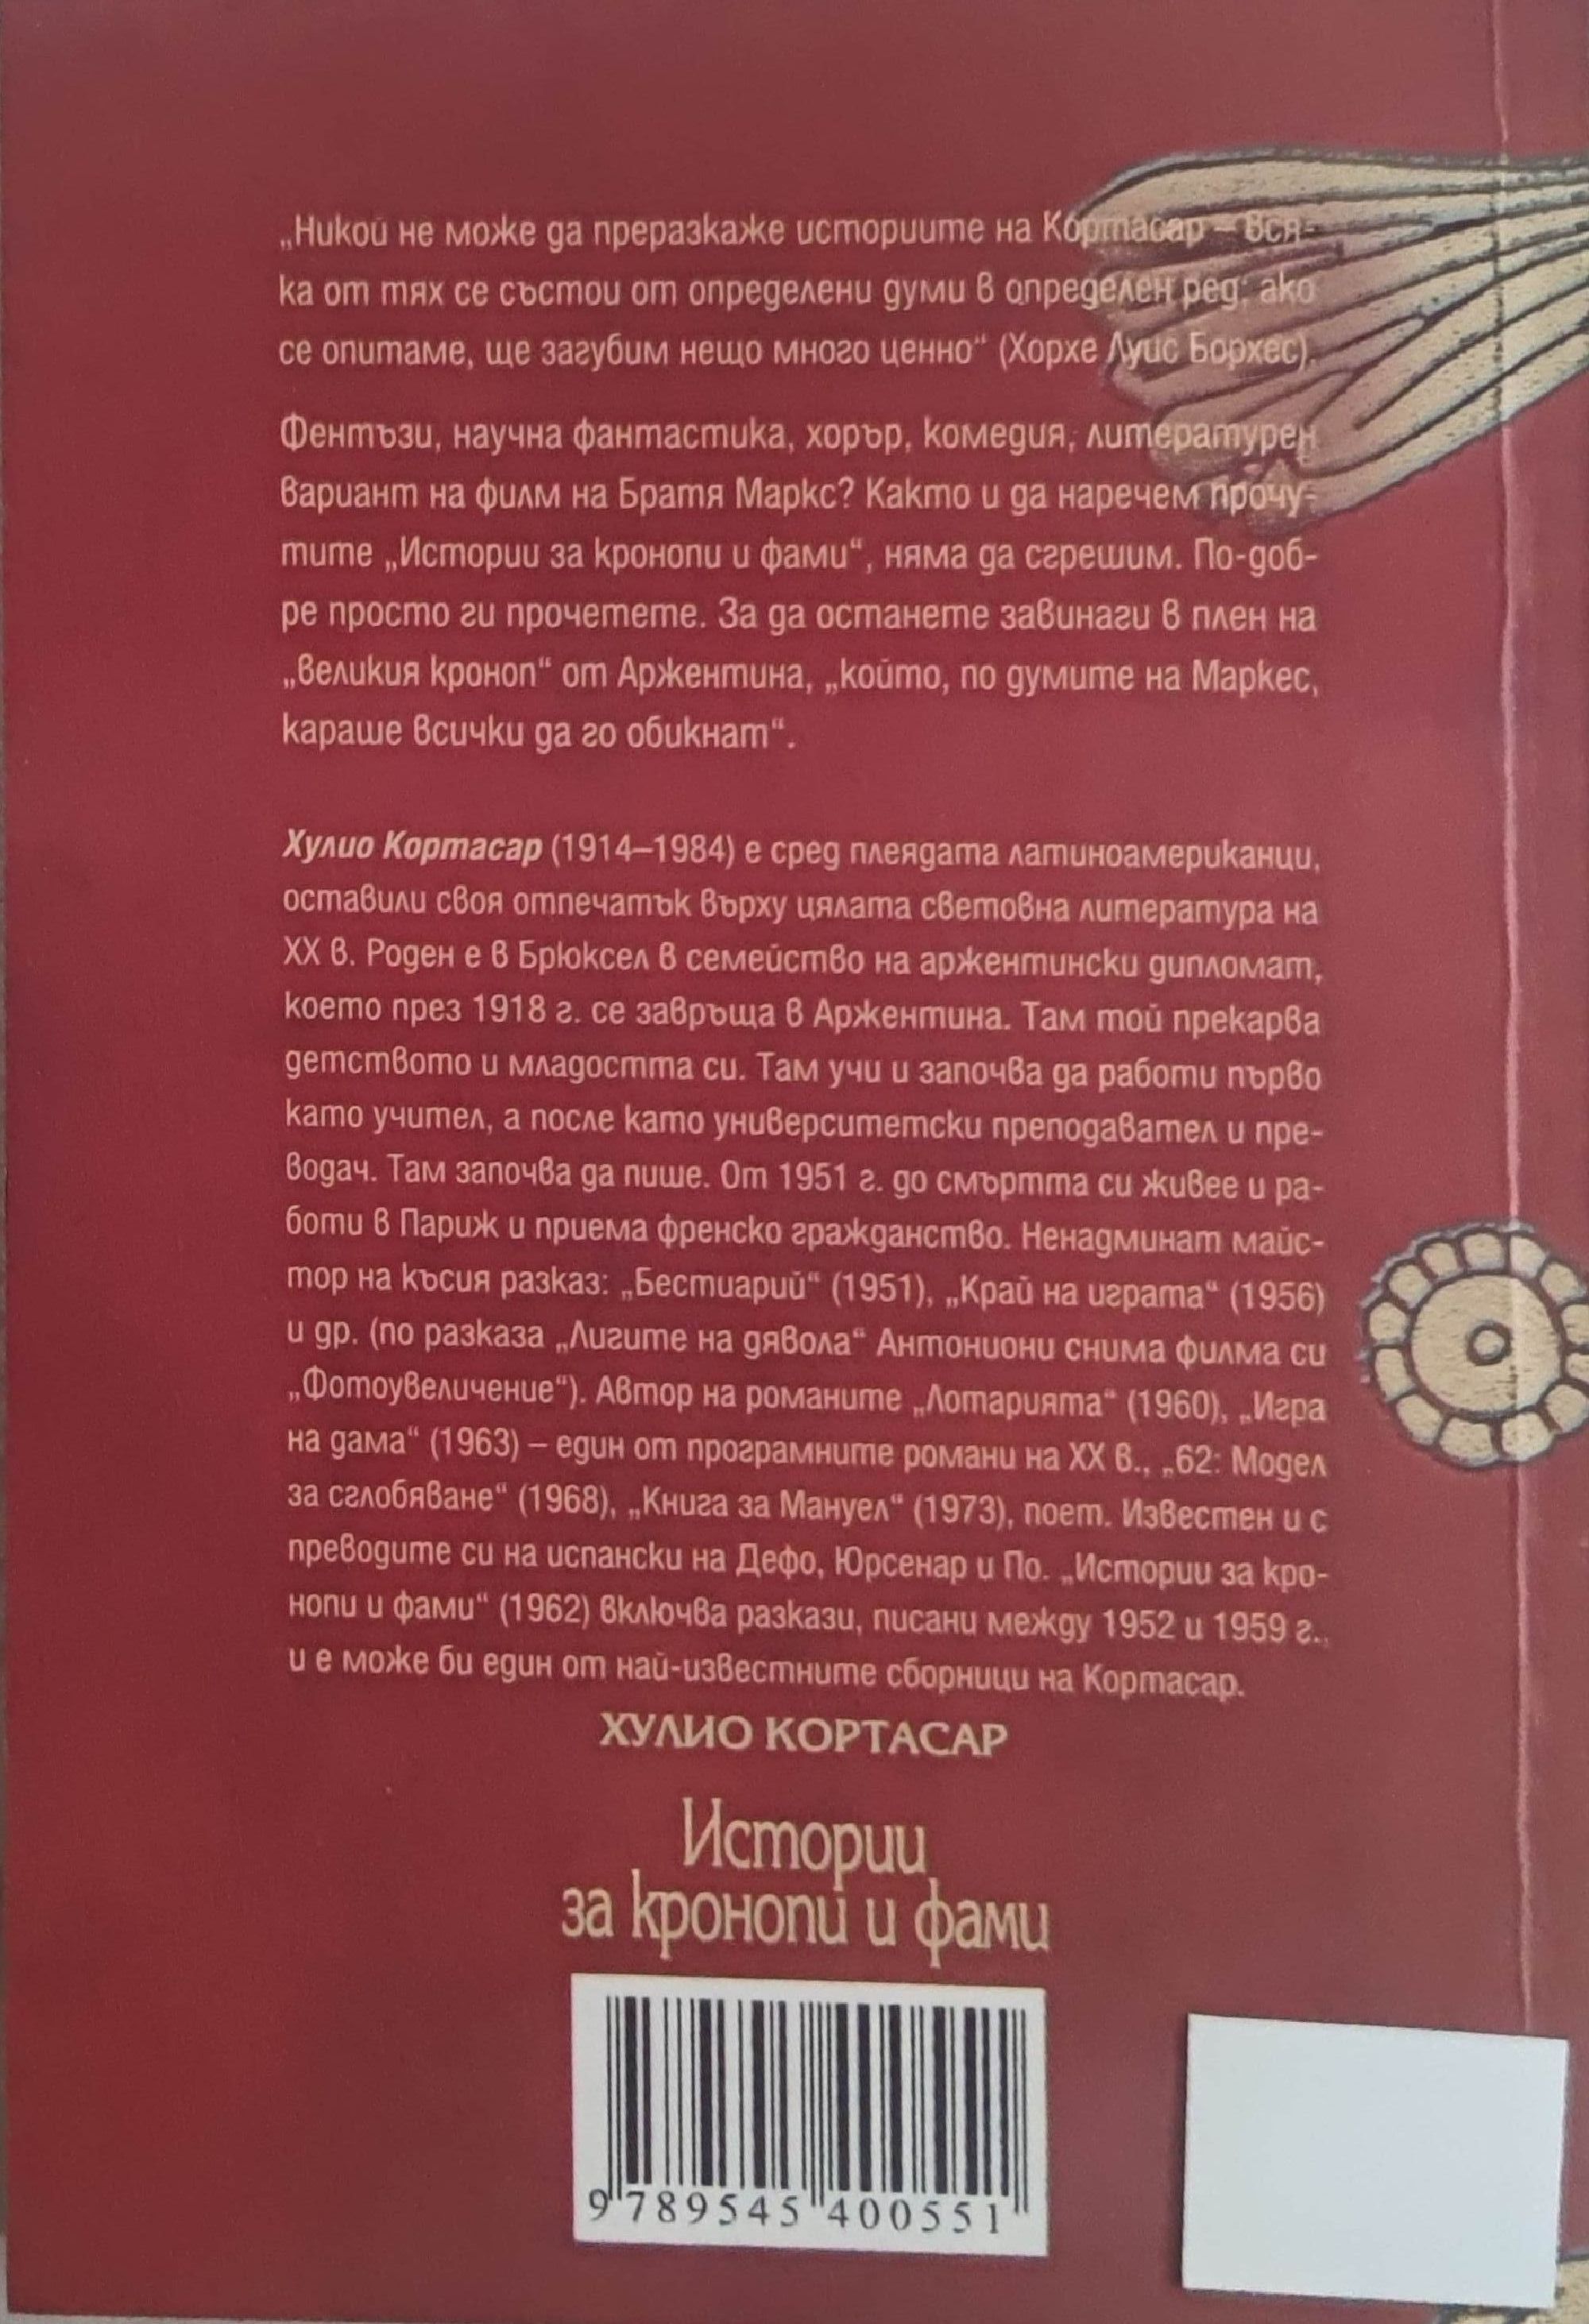 „Никой не може да преразкаже историите на Кортасар – вся-
ка от тях се състои от определени думи в определен ред; ако
се опитаме, ще загубим нещо много ценно“ (Хорхе Луис Борхес).
Фентъзи, научна фантастика, хорър, комедия, литературен
вариант на филм на Братя Маркс? Както и да наречем прочу-
тите „Истории за кронопи и фами“, няма да сгрешим. По-доб-
ре просто ги прочетете. За да останете завинаги в плен на
„великия кроноп“ от Аржентина, „който, по думите на Маркес,
караше всички да го обикнат“.
Хулио Кортасар (1914–1984) е сред плеядата латиноамериканци,
оставили своя отпечатък върху цялата световна литература на
XX в. Роден е в Брюксел в семейство на аржентински дипломат,
което през 1918 г. се завръща в Аржентина. Там той прекарва
детството и младостта си. Там учи и започва да работи първо
като учител, а после като университетски преподавател и пре-
водач. Там започва да пише. От 1951 г. до смъртта си живее и ра-
боти в Париж и приема френско гражданство. Ненадминат майс-
тор на късия разказ: „Бестиарий“ (1951), „Край на играта“ (1956)
и др. (по разказа „Лигите на дявола“ Антониони снима филма си
„Фотоувеличение“). Автор на романите „Лотарията“ (1960), „Игра
на дама“ (1963) – един от програмните романи на XX в., „62: Модел
за сглобяване“ (1968), „Книга за Мануел“ (1973), поет. Известен и с
преводите си на испански на Дефо, Юрсенар и По. „Истории за кро-
нопи и фами“ (1962) включва разкази, писани между 1952 и 1959 г.,
и е може би един от най-известните сборници на Кортасар.
ХУЛИО КОРТАСАР
Истории
за кронопи и фами
9 789545 400551